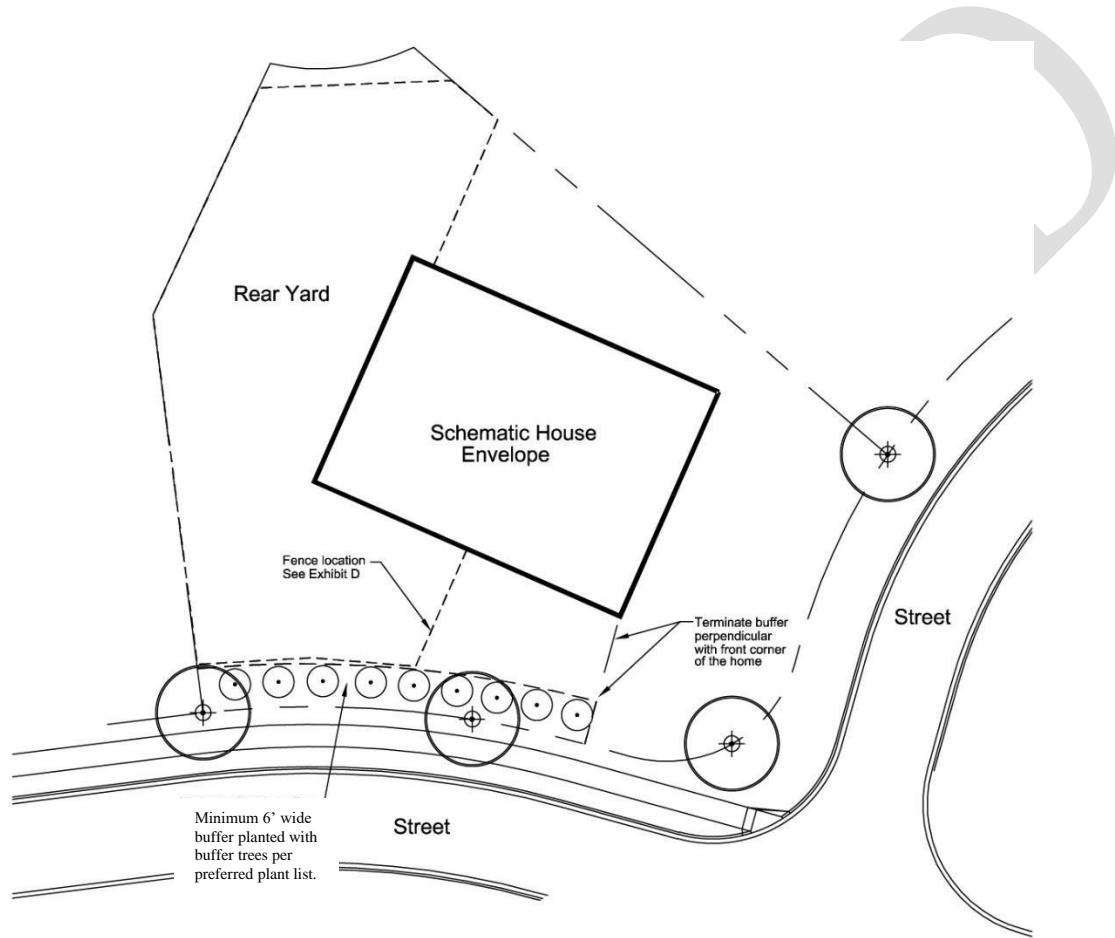 Rear Yard
Schematic House
Envelope
Fence location
See Exhibit D
Terminate buffer
perpendicular
with front corner
of the home
Street
Street
Minimum 6’ wide
buffer planted with
buffer trees per
preferred plant list.